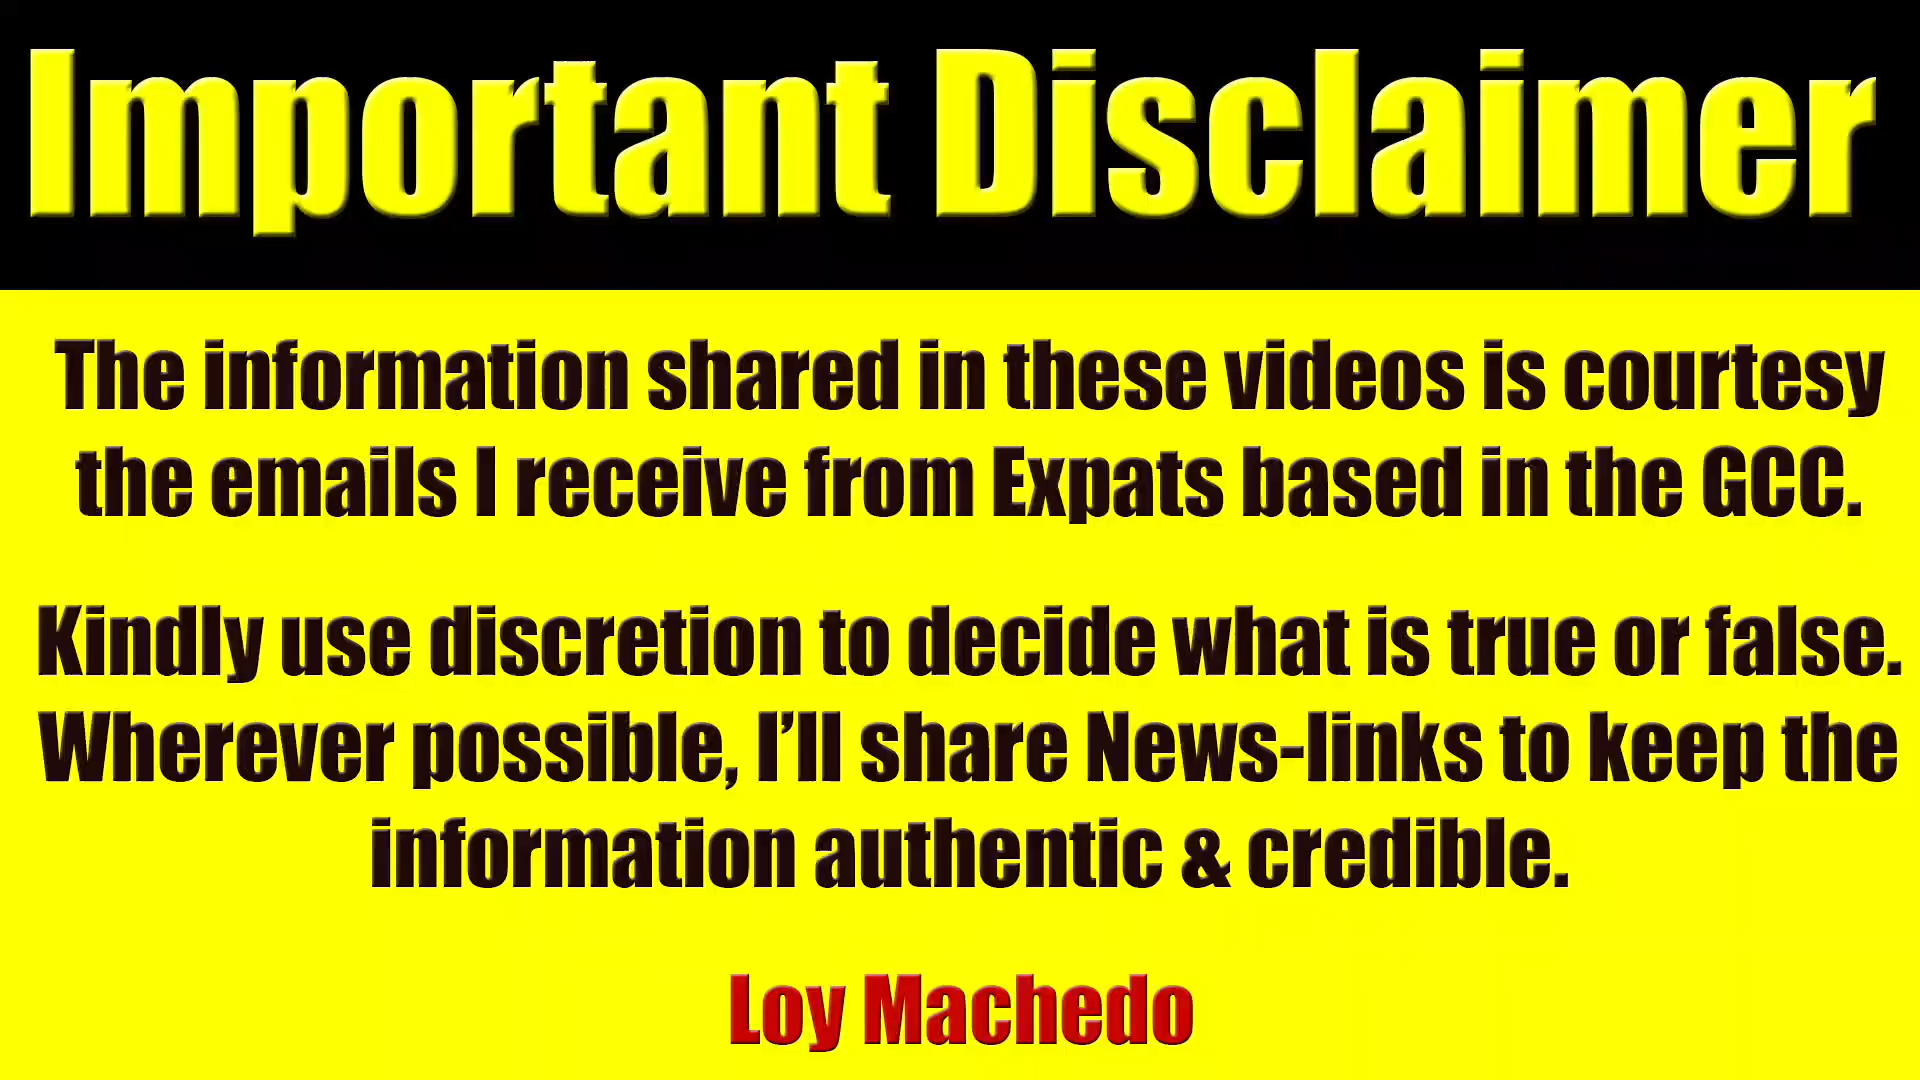 Important Disclaimer
The information shared in these videos is courtesy
the emails I receive from Expats based in the GCC.
Kindly use discretion to decide what is true or false.
Wherever possible, I’ll share News-links to keep the
information authentic & credible.
Loy Machedo